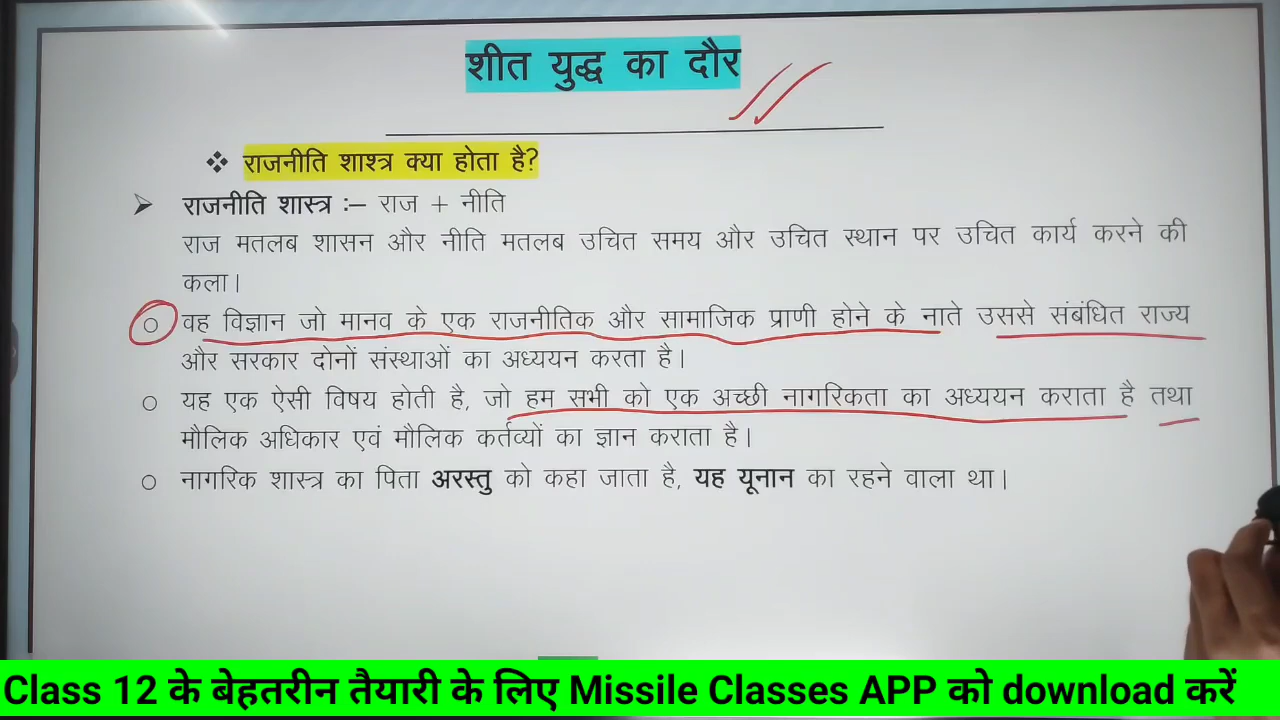 शीत युद्ध का दौर
❖ राजनीति शाश्त्र क्या होता है?
➢ राजनीति शास्त्र :– राज + नीति
राज मतलब शासन और नीति मतलब उचित समय और उचित स्थान पर उचित कार्य करने की
कला।
○ वह विज्ञान जो मानव के एक राजनीतिक और सामाजिक प्राणी होने के नाते उससे संबंधित राज्य
और सरकार दोनों संस्थाओं का अध्ययन करता है।
○ यह एक ऐसी विषय होती है, जो हम सभी को एक अच्छी नागरिकता का अध्ययन कराता है तथा
मौलिक अधिकार एवं मौलिक कर्तव्यों का ज्ञान कराता है।
○ नागरिक शास्त्र का पिता अरस्तु को कहा जाता है, यह यूनान का रहने वाला था।
Class 12 के बेहतरीन तैयारी के लिए Missile Classes APP को download करें